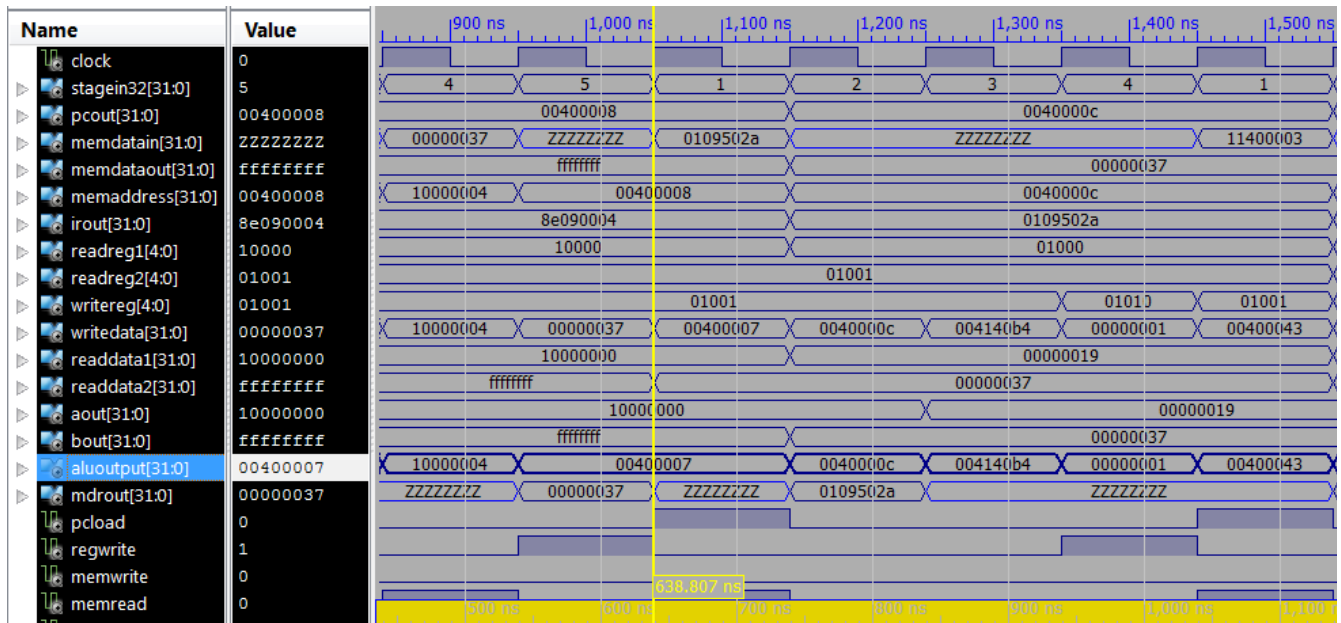 Name Value 900 ns 1,000 ns 1,100 ns 1,200 ns 1,300 ns 1,400 ns 1,500 ns
clock 0
stagein32[31:0] 5 4 5 1 2 3 4 1
pcout[31:0] 00400008 00400008 0040000c
memdatain[31:0] ZZZZZZZZ 00000037 ZZZZZZZZ 0109502a ZZZZZZZZ 11400003
memdataout[31:0] ffffffff ffffffff 00000037
memaddress[31:0] 00400008 10000004 00400008 0040000c
irout[31:0] 8e090004 8e090004 0109502a
readreg1[4:0] 10000 10000 01000
readreg2[4:0] 01001 01001
writereg[4:0] 01001 01001 01010 01001
writedata[31:0] 00000037 10000004 00000037 00400007 0040000c 004140b4 00000001 00400043
readdata1[31:0] 10000000 10000000 00000019
readdata2[31:0] ffffffff ffffffff 00000037
aout[31:0] 10000000 10000000 00000019
bout[31:0] ffffffff ffffffff 00000037
aluoutput[31:0] 00400007 10000004 00400007 0040000c 004140b4 00000001 00400043
mdrout[31:0] 00000037 ZZZZZZZZ 00000037 ZZZZZZZZ 0109502a ZZZZZZZZ
pcload 0
regwrite 1
memwrite 0
638.807 ns
memread 0
500 ns 600 ns 700 ns 800 ns 900 ns 1,000 ns 1,100